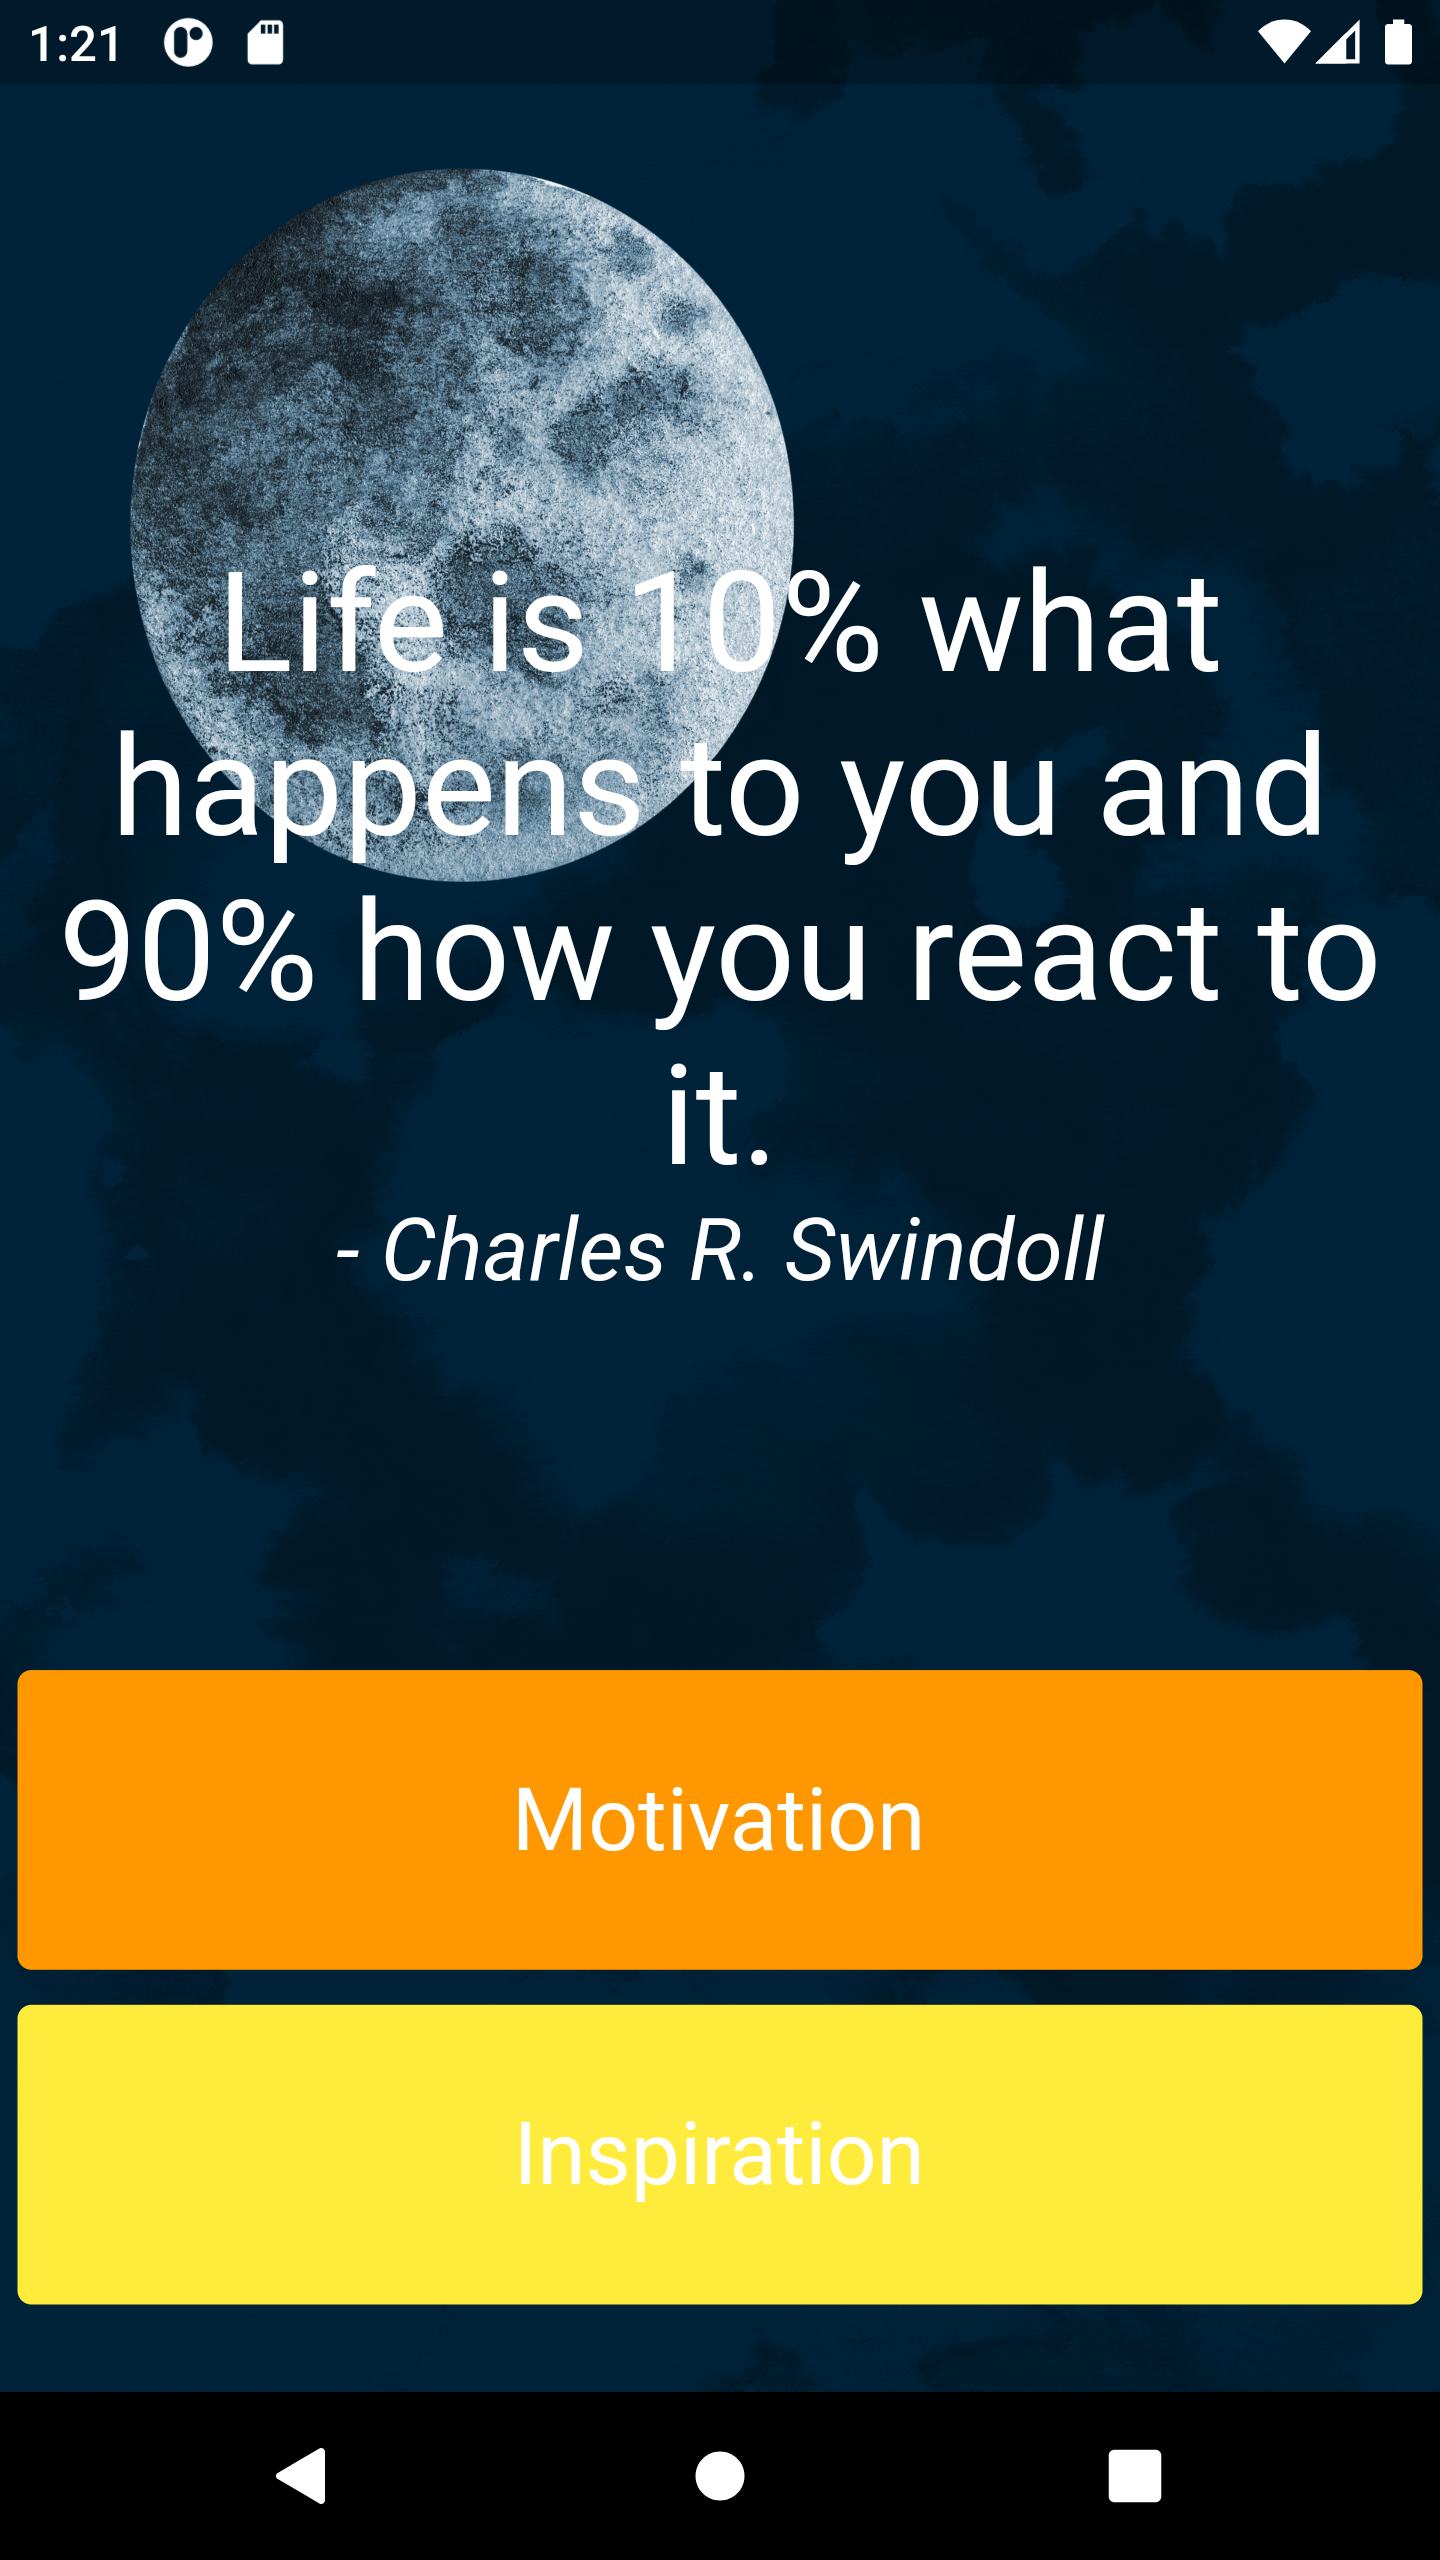 1:21
Life is 10% what
happens to you and
90% how you react to
it.
- Charles R. Swindoll
Motivation
Inspiration